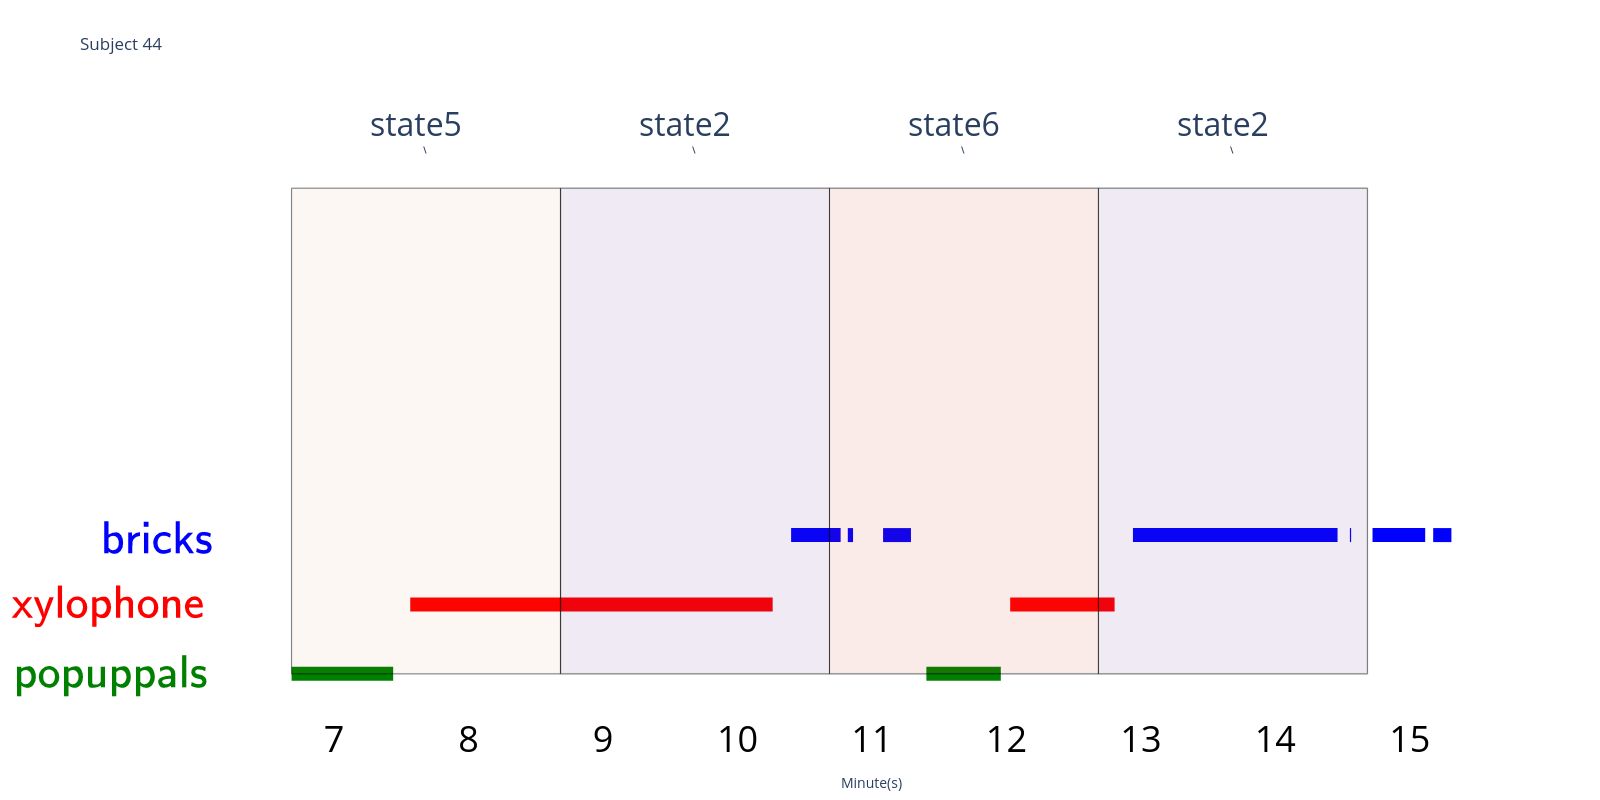 Subject 44
state5 state2 state6 state2
bricks
xylophone
popuppals
7 8 9 10 11 12 13 14 15
Minute(s)